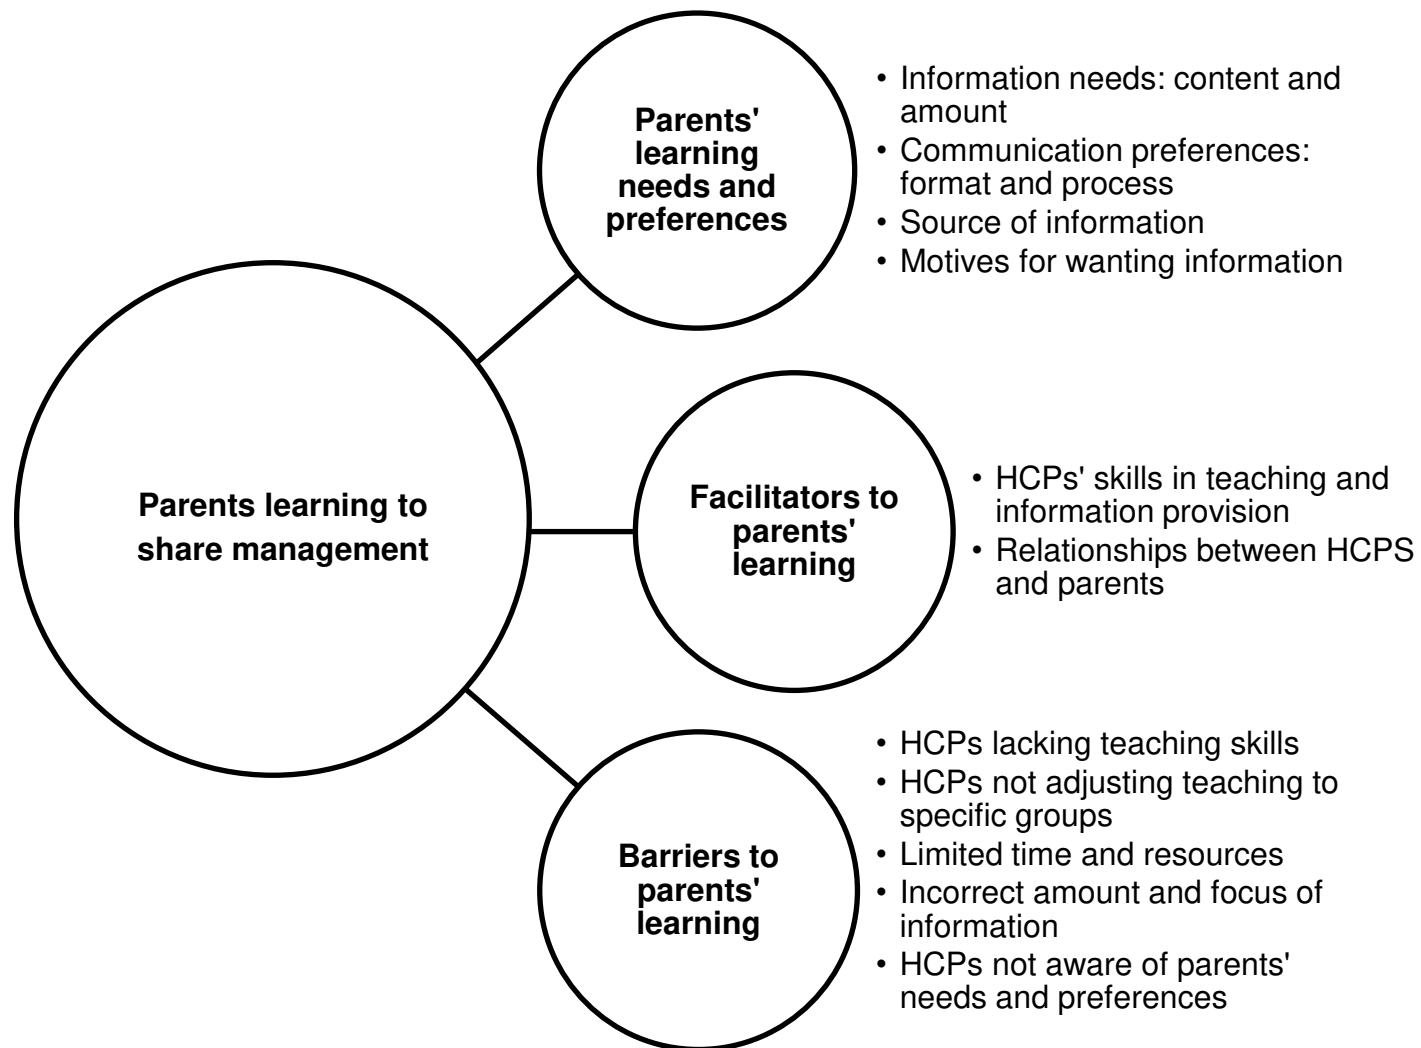 Parents'
learning
needs and
preferences
• Information needs: content and
amount
• Communication preferences:
format and process
• Source of information
• Motives for wanting information
Parents learning to
share management
Facilitators to
parents'
learning
• HCPs' skills in teaching and
information provision
• Relationships between HCPS
and parents
Barriers to
parents'
learning
• HCPs lacking teaching skills
• HCPs not adjusting teaching to
specific groups
• Limited time and resources
• Incorrect amount and focus of
information
• HCPs not aware of parents'
needs and preferences